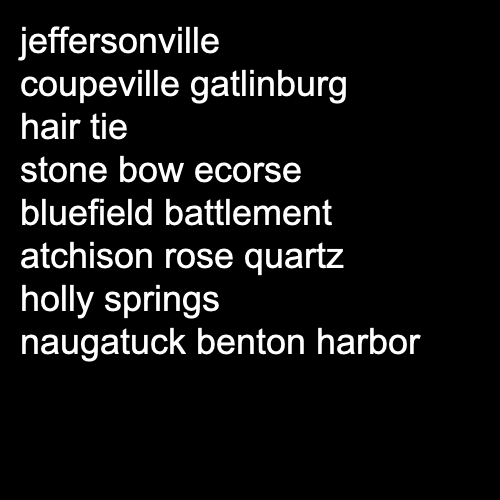 jeffersonville
coupeville gatlinburg
hair tie
stone bow ecorse
bluefield battlement
atchison rose quartz
holly springs
naugatuck benton harbor